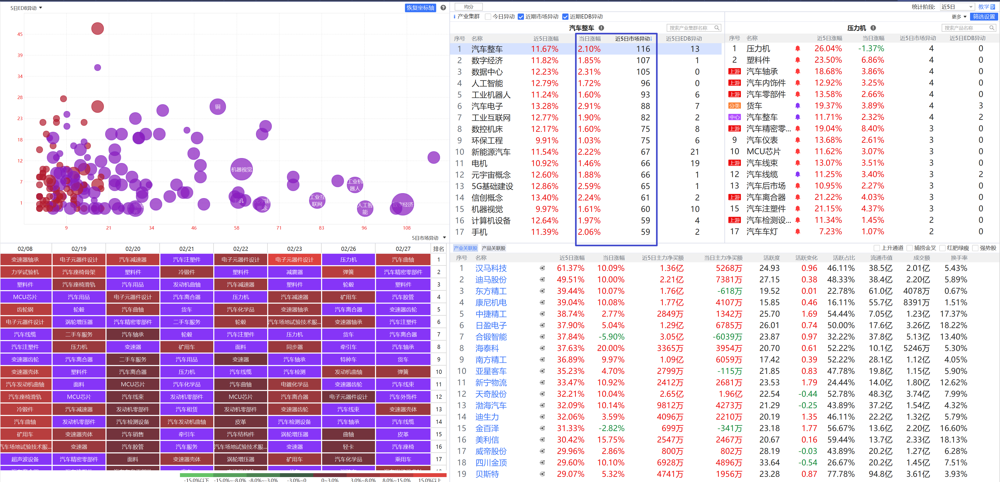 5日EDB异动
恢复坐标轴
45
39
34
28
23
18
12
7
1
9 21 34 46 58 71 83 96 108
铜
机器视觉
工业机器人
手机
元宇宙概念
工业互联网
人工智能
数字经济
5日市场异动
均分
统计阶段: 近5日 教学
产业集群 今日异动 近期市场异动 近期EDB异动
更多 筛选设置
汽车整车 搜索产业集群名称
压力机 搜索产品名称
序号 名称 近5日涨幅 当日涨幅 近5日市场异动↓ 近5日EDB异动
1 汽车整车 11.67% 2.10% 116 13
2 数字经济 11.82% 1.85% 107 1
3 数据中心 12.23% 2.31% 105 0
4 人工智能 12.79% 1.72% 96 0
5 工业机器人 11.24% 1.60% 93 6
6 汽车电子 13.28% 2.91% 88 7
7 工业互联网 12.77% 1.90% 82 2
8 数控机床 12.17% 1.60% 75 8
9 环保工程 9.91% 1.03% 75 6
10 新能源汽车 11.54% 2.22% 67 21
11 电机 10.92% 1.46% 66 19
12 元宇宙概念 12.60% 1.88% 66 1
13 5G基础建设 12.86% 2.59% 65 1
14 信创概念 13.40% 2.24% 61 2
15 机器视觉 9.97% 1.61% 60 10
16 计算机设备 12.64% 1.97% 59 4
17 手机 11.39% 2.06% 59 2
序号 名称 近5日涨幅 当日涨幅 近5日市场异动 近5日EDB异动
1 压力机 26.04% -1.37% 4 0
2 塑料件 23.50% 6.86% 4 0
上游 汽车轴承 18.68% 3.86% 4 0
上游 汽车内饰件 12.92% 3.25% 4 0
上游 汽车零部件 13.58% 2.66% 4 0
分类 货车 19.37% 3.89% 4 3
中心 汽车整车 11.71% 2.32% 4 2
上游 汽车精密零... 19.04% 8.40% 3 0
9 汽车仪表 13.68% 2.61% 3 0
10 MCU芯片 11.62% 3.07% 3 0
上游 汽车线束 13.07% 3.51% 3 0
12 汽车线缆 11.25% 3.40% 3 2
13 汽车后市场 10.95% 2.27% 3 0
上游 汽车离合器 21.22% 4.03% 3 0
15 汽车注塑件 21.15% 4.37% 3 0
上游 汽车检测设... 11.34% 1.45% 2 0
17 汽车车灯 7.23% 1.07% 2 0
02/08 02/19 02/20 02/21 02/22 02/23 02/26 02/27 排名
变速器轴承 电子元器件设计 汽车减速器 汽车注塑件 电子元器件设计 电子元器件设计 压力机 汽车曲轴 1
力学试验机 汽车座椅骨架 塑料件 冷锻件 塑料件 减震器 弹簧 汽车精密零部件 2
塑料件 汽车座椅滑轨 汽车用品 发动机曲轴 汽车减速器 塑料件 轮毂 塑料件 3
MCU芯片 汽车用品 电子元器件设计 汽车离合器 压力机 汽车减速器 矿用车 汽车胶管 4
齿轮钢 轮毂 汽车曲轴 货车 汽车化学品 变速器轴承 汽车离合器 变速器齿轮 5
电子元器件设计 涡轮增压器 汽车精密零部件 二手车服务 轮毂 汽车场地试验技术服... 变速器轴承 汽车注塑件 6
汽车线缆 二手车服务 汽车轴承 轮毂 汽车注塑件 压力机 货车 汽车离合器 7
汽车注塑件 压力机 变速器 矿用车 面料 同步器 牵引车 汽车轴承 8
变速器齿轮 汽车离合器 二手车服务 汽车用品 变速器 汽车轴承 特种车 货车 9
变速器壳体 塑料件 汽车离合器 压力机 汽车线缆 汽车检测 发动机曲轴 弹簧 10
汽车发动机曲轴 面料 MCU芯片 汽车化学品 汽车曲轴 电镀化学品 变速器齿轮 汽车线束 11
汽车座椅滑轨 MCU芯片 汽车线束 发动机零部件 MCU芯片 汽车离合器 电子元器件设计 汽车外饰件 12
冷锻件 汽车减速器 发动机零部件 汽车租赁 发动机零部件 变速器齿轮 汽车线束 变速器壳体 13
汽车曲轴 发动机零部件 汽车检测设备 汽车发动机曲轴 皮革 汽车检测设备 汽车轴承 汽车线缆 14
矿用车 变速器壳体 汽车销售 牵引车 汽车结构件 涡轮增压器 曲轴 皮革 15
汽车场地试验技术服... 变速器 汽车胶管 汽车服务 汽车场地试验技术服... 变速器 轻卡 汽车座椅 16
超声波设备 汽车精密零部件 面料 变速器壳体 涡轮增压器 矿用车 汽车化学品 乘用车 17
-15.0%以下 -15.0%~-8.0% -8.0%~-3.0% -3.0%~0 0~3.0% 3.0%~8.0% 8.0%~15.0% 15.0%以上
产业关联股 产品关联股 上升通道 捕捞金叉 红肥绿瘦 强势股
序号 名称 近5日涨幅 当日涨幅 近5日主力净买额 当日主力净买额 活跃度 活跃变化 活跃占比 流通市值 成交额 换手率
1 汉马科技 61.37% 10.09% 1.36亿 5268万 24.93 0.96 46.11% 38.5亿 2.01亿 5.43%
2 迪马股份 49.51% 10.00% 2.21亿 7381万 27.15 0.38 48.33% 38.4亿 2.20亿 5.89%
3 东方精工 39.44% 10.07% 1.76亿 -618万 19.52 0.01 22.78% 61.0亿 4078万 0.67%
4 康尼机电 39.04% 10.08% 1.77亿 4107万 15.85 0.46 16.11% 55.7亿 8391万 1.51%
5 中捷精工 38.74% 2.77% 2849万 1342万 25.70 1.69 54.44% 7.05亿 1.23亿 17.37%
6 日盈电子 37.90% 5.04% 1.29亿 6785万 26.01 0.74 50.00% 17.6亿 3.26亿 18.22%
7 合锻智能 37.84% -5.90% 3.05亿 -6039万 23.87 0.97 32.22% 37.8亿 5.13亿 13.40%
8 海泰科 37.63% 20.00% 3365万 3954万 20.70 0.61 52.22% 10.1亿 5246万 5.30%
9 南方精工 36.89% 9.97% 1.09亿 6059万 17.42 0.39 52.22% 28.1亿 1.12亿 4.05%
10 亚星客车 35.23% 4.70% 2799万 -115万 21.85 0.83 47.78% 19.8亿 1.15亿 5.90%
11 新宁物流 33.47% 10.92% 2412万 2681万 23.53 1.79 24.44% 14.0亿 1.80亿 12.62%
12 天奇股份 32.21% 10.04% 2.65亿 1.96亿 22.54 -0.44 52.78% 48.3亿 3.74亿 7.99%
13 渤海汽车 32.09% 10.14% 9812万 4273万 21.29 -0.25 43.89% 37.2亿 1.54亿 4.32%
14 迪生力 32.06% 3.59% 4096万 2210万 20.19 1.35 46.11% 22.2亿 1.32亿 5.79%
15 金百泽 31.33% -2.82% 699万 -341万 23.18 1.77 56.67% 13.6亿 2.20亿 16.60%
16 美利信 30.42% 15.75% 2547万 2467万 20.67 0.16 59.44% 13.7亿 2.33亿 18.13%
17 威帝股份 29.96% 2.86% 800万 802万 28.19 -0.03 43.89% 20.2亿 1.27亿 6.28%
18 四川金顶 29.60% 10.10% 6928万 4896万 33.64 -0.54 26.67% 20.2亿 1.45亿 7.51%
19 贝斯特 29.07% 5.32% 4741万 1956万 23.28 0.87 77.78% 94.8亿 3.61亿 3.93%